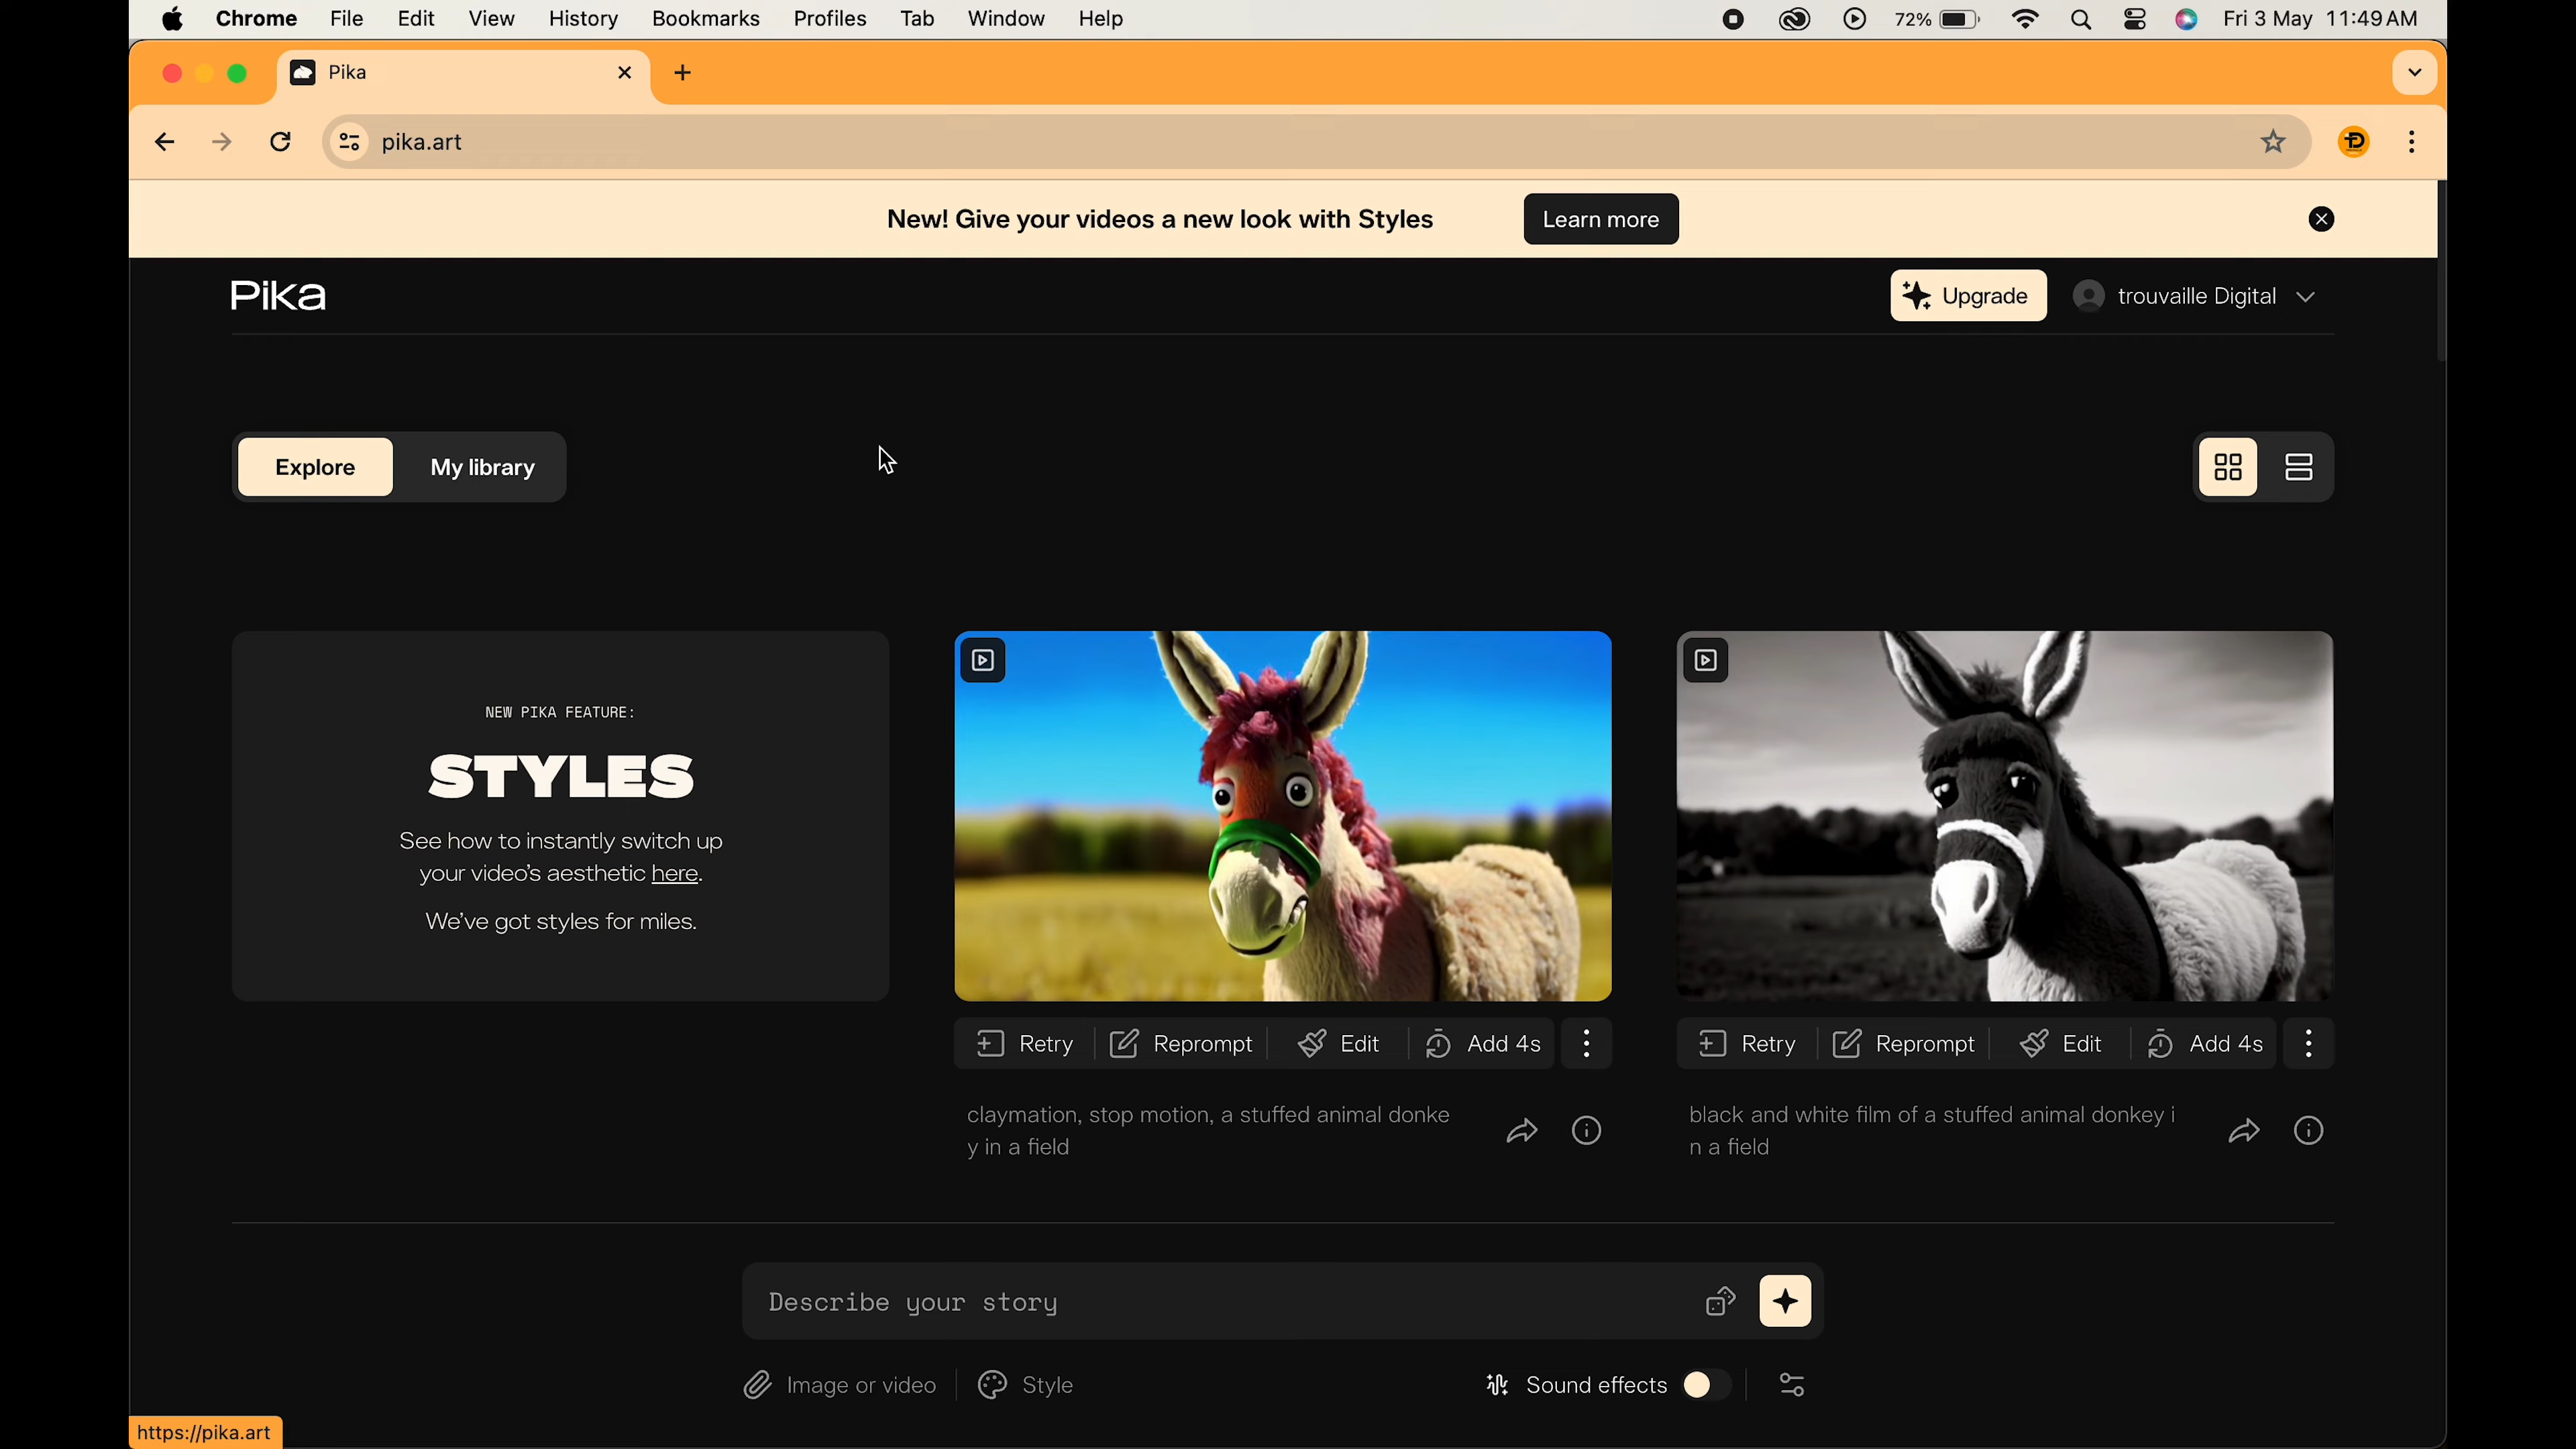 Chrome File Edit View History Bookmarks Profiles Tab Window Help 72% Fri 3 May 11:49 AM
Pika
pika.art
New! Give your videos a new look with Styles Learn more
Pika Upgrade trouvaille Digital
Explore My library
NEW PIKA FEATURE:
STYLES
See how to instantly switch up
your video's aesthetic here.
We've got styles for miles.
Retry Reprompt Edit Add 4s Retry Reprompt Edit Add 4s
claymation, stop motion, a stuffed animal donke
y in a field
black and white film of a stuffed animal donkey i
n a field
Describe your story
Image or video Style Sound effects
https://pika.art